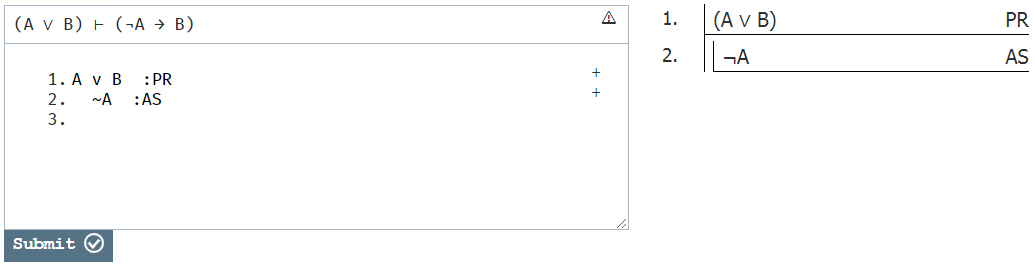 (A ∨ B) ⊢ (¬A → B)
1. A v B :PR
2. ~A :AS
3.
Submit
1. (A ∨ B) PR
2. ¬A AS